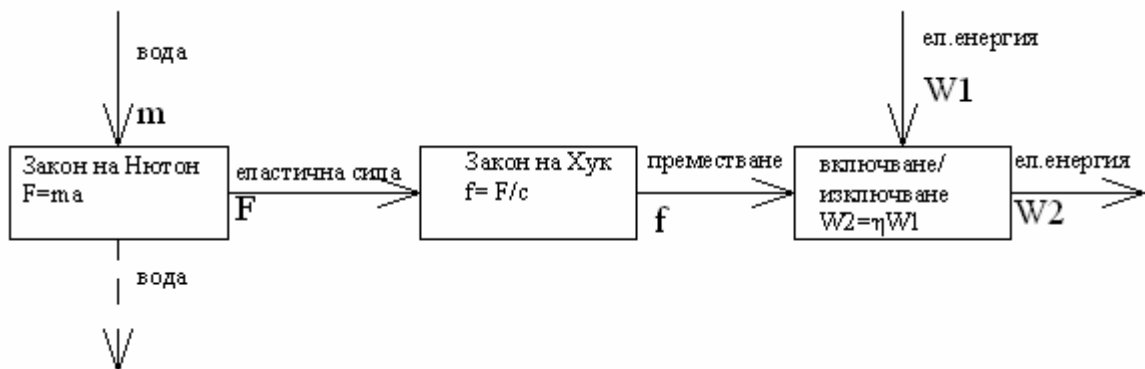 вода
m
Закон на Нютон
F=ma
еластична сила
F
вода
Закон на Хук
f= F/c
преместване
f
ел.енергия
W1
включване/
изключване
W2=ηW1
ел.енергия
W2